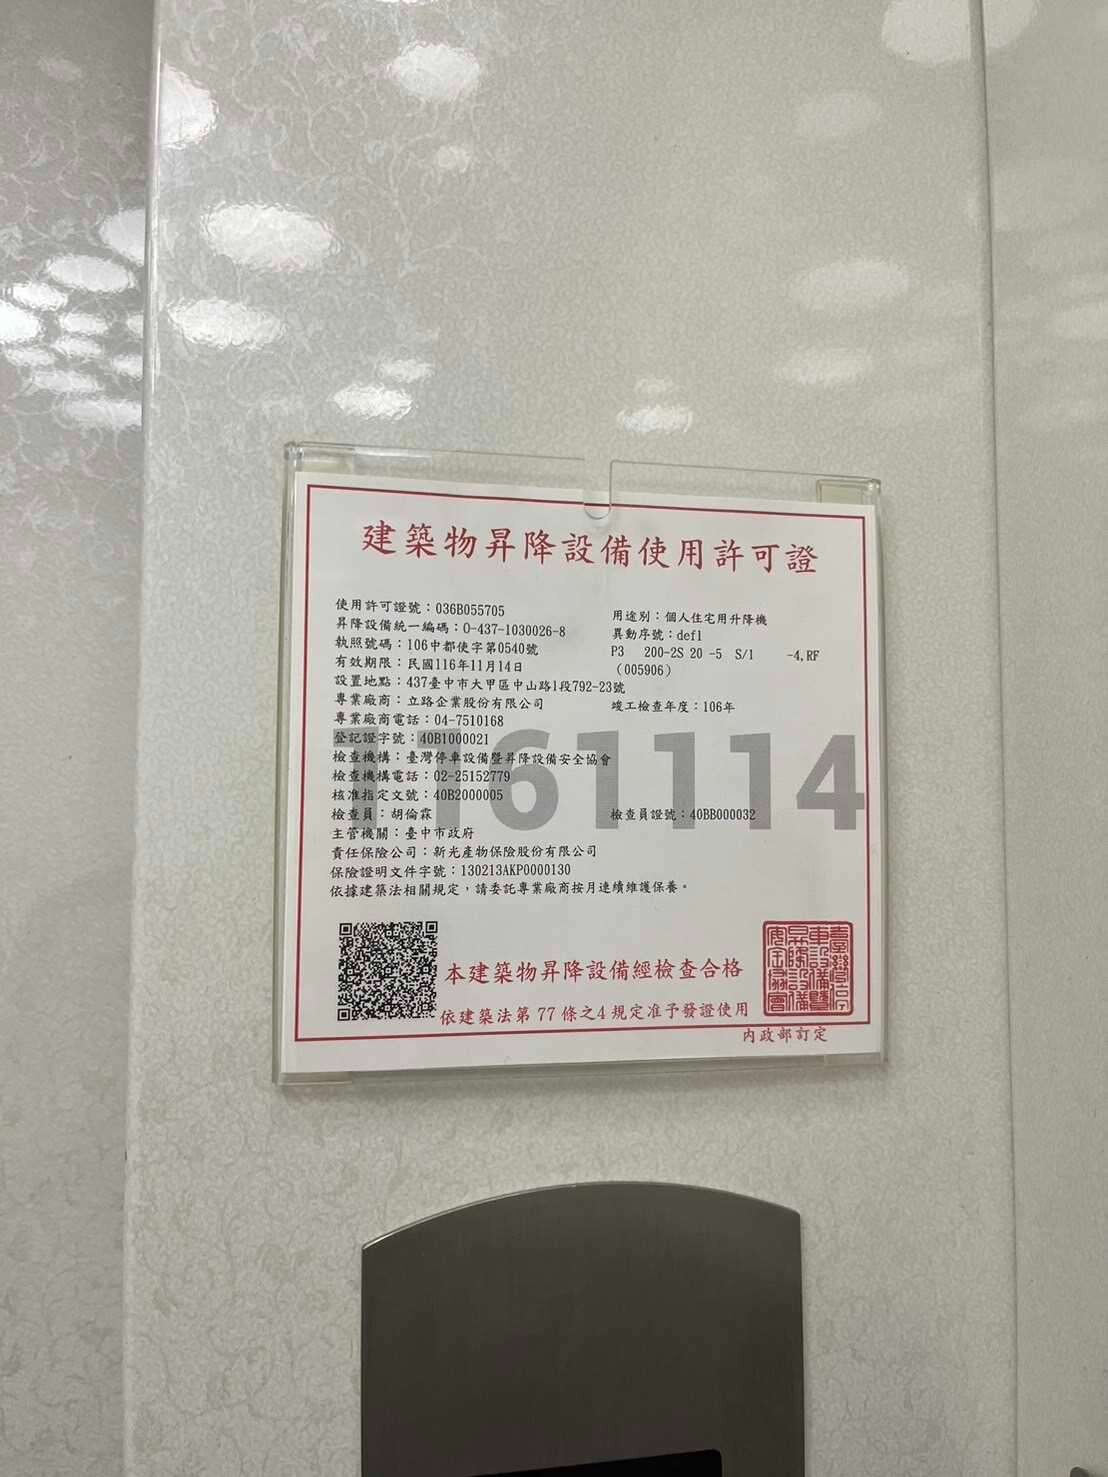 建築物昇降設備使用許可證
使用許可證號：036B055705
用途別：個人住宅用升降機
昇降設備統一編碼：O-437-1030026-8
異動序號：def1
執照號碼：106中都使字第0540號
P3 200-2S 20 -5 S/1 -4,RF
有效期限：民國116年11月14日
（005906）
設置地點：437臺中市大甲區中山路1段792-23號
專業廠商：立路企業股份有限公司
竣工檢查年度：106年
專業廠商電話：04-7510168
登記證字號：40B1000021
1161114
檢查機構：臺灣停車設備暨昇降設備安全協會
檢查機構電話：02-25152779
核准指定文號：40B2000005
檢查員：胡倫霖
檢查員證號：40BB000032
主管機關：臺中市政府
責任保險公司：新光產物保險股份有限公司
保險證明文件字號：130213AKP0000130
依據建築法相關規定，請委託專業廠商按月連續維護保養。
本建築物昇降設備經檢查合格
依建築法第 77 條之4 規定准予發證使用
內政部訂定